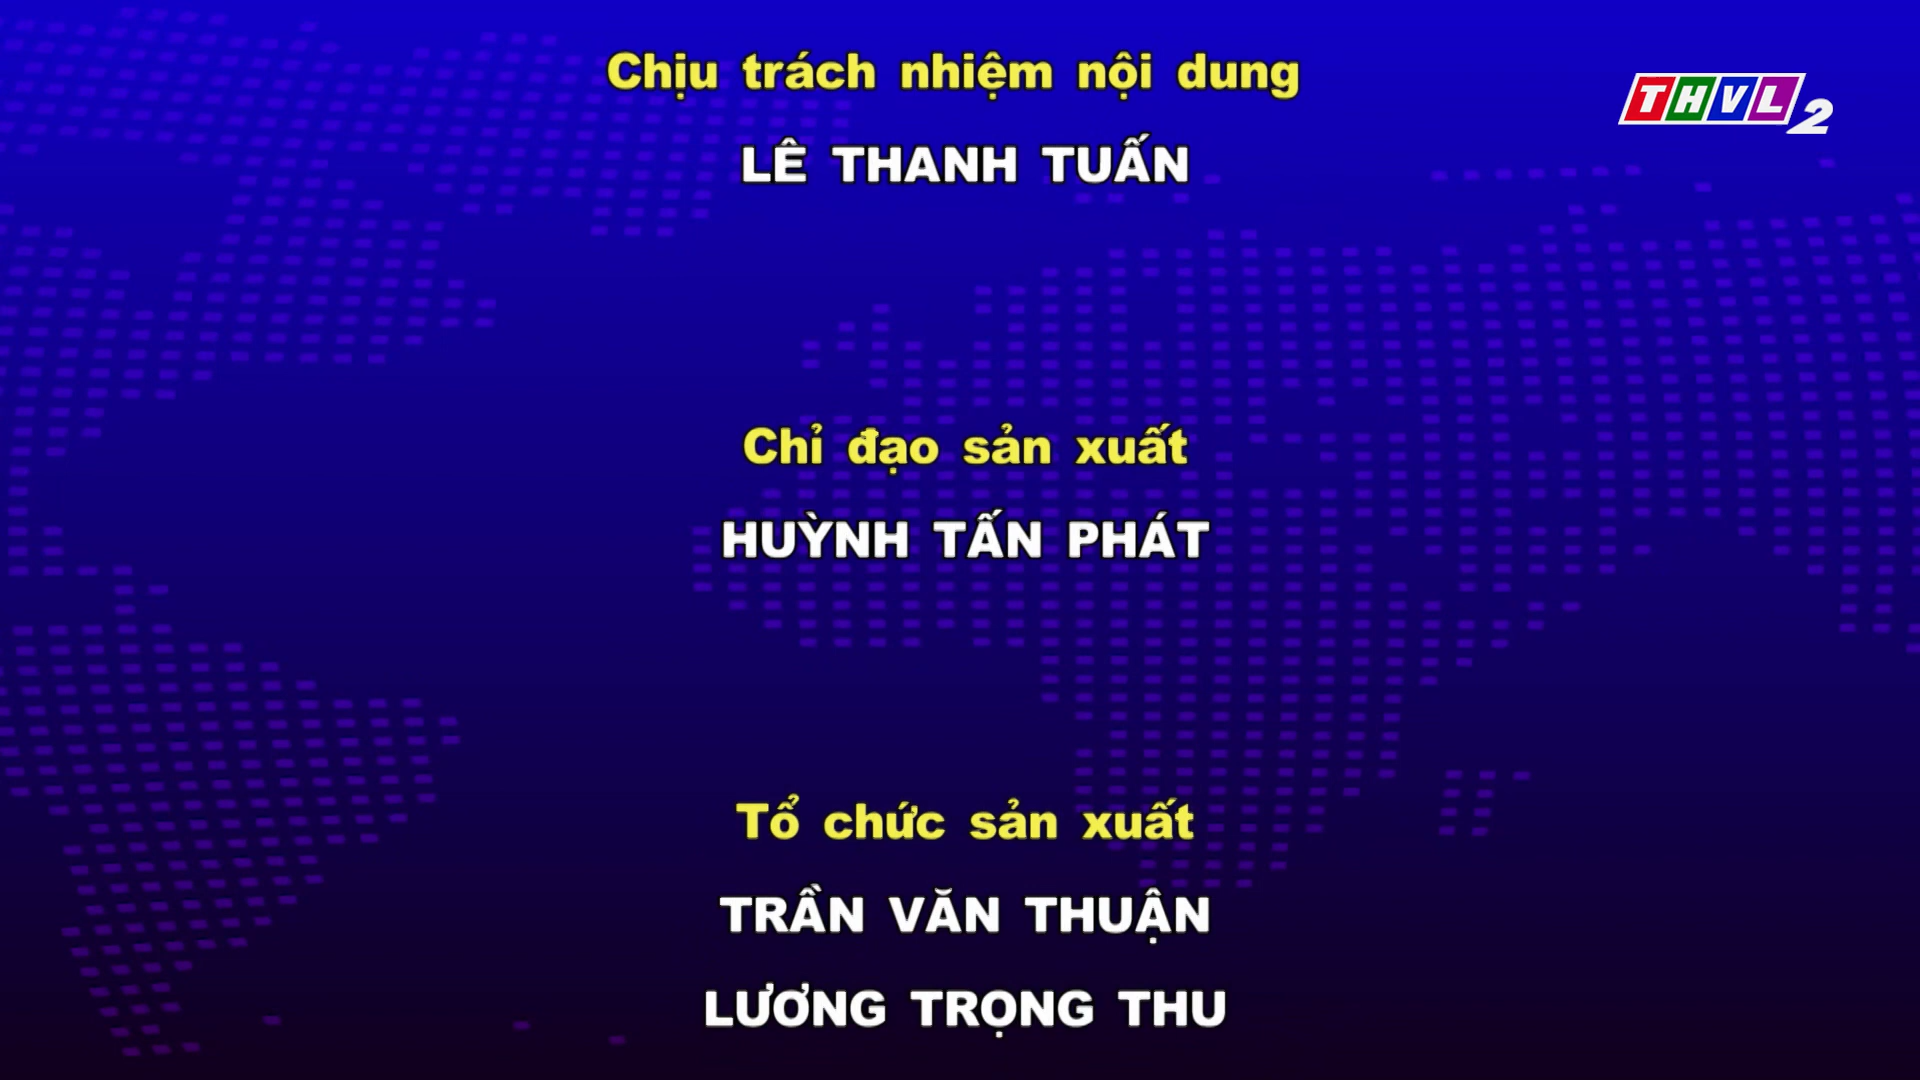 Chịu trách nhiệm nội dung
THVL2
LÊ THANH TUẤN
Chỉ đạo sản xuất
HUỲNH TẤN PHÁT
Tổ chức sản xuất
TRẦN VĂN THUẬN
LƯƠNG TRỌNG THU